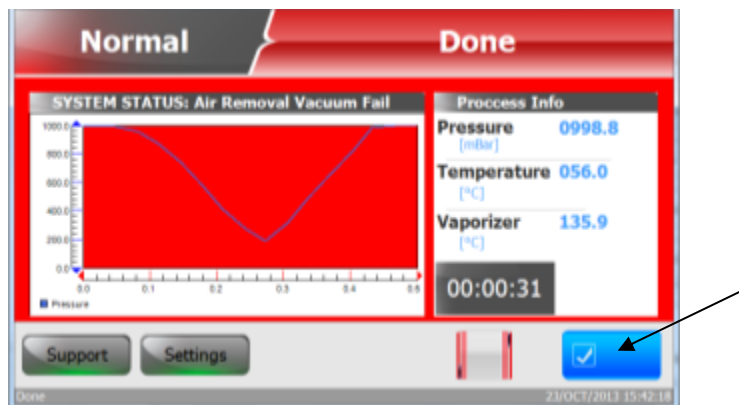 Normal Done
SYSTEM STATUS: Air Removal Vacuum Fail
1000.0
800.0
600.0
400.0
200.0
0.0
0.0 0.1 0.2 0.3 0.4 0.5
Pressure
Proccess Info
Pressure 0998.8
[mBar]
Temperature 056.0
[°C]
Vaporizer 135.9
[°C]
00:00:31
Support Settings
Done 23/OCT/2013 15:42:18